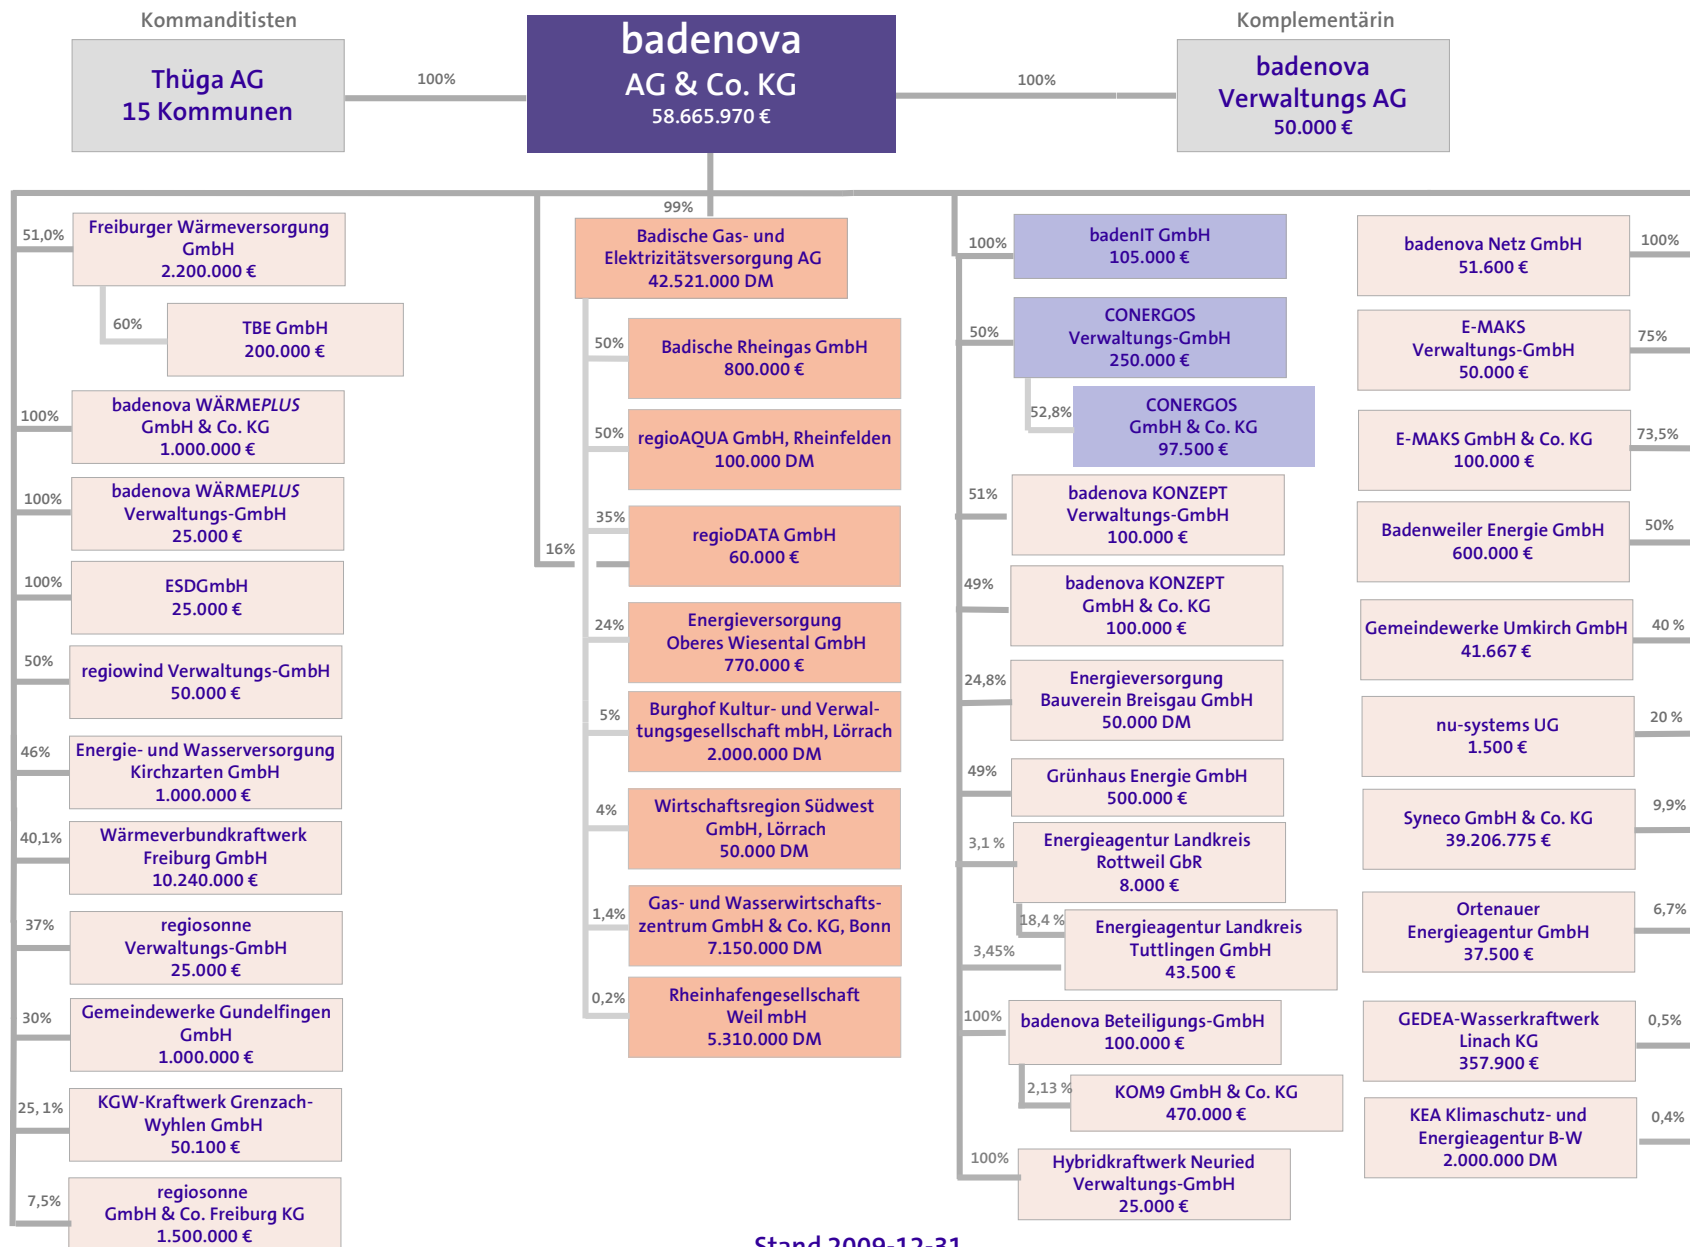 Kommanditisten
Thüga AG
15 Kommunen
100%
badenova
AG & Co. KG
58.665.970 €
100%
Komplementärin
badenova
Verwaltungs AG
50.000 €
51,0%
Freiburger Wärmeversorgung
GmbH
2.200.000 €
60%
TBE GmbH
200.000 €
100%
badenova WÄRMEPLUS
GmbH & Co. KG
1.000.000 €
100%
badenova WÄRMEPLUS
Verwaltungs-GmbH
25.000 €
100%
ESDGmbH
25.000 €
50%
regiowind Verwaltungs-GmbH
50.000 €
46%
Energie- und Wasserversorgung
Kirchzarten GmbH
1.000.000 €
40,1%
Wärmeverbundkraftwerk
Freiburg GmbH
10.240.000 €
37%
regiosonne
Verwaltungs-GmbH
25.000 €
30%
Gemeindewerke Gundelfingen
GmbH
1.000.000 €
25, 1%
KGW-Kraftwerk Grenzach-
Wyhlen GmbH
50.100 €
7,5%
regiosonne
GmbH & Co. Freiburg KG
1.500.000 €
99%
Badische Gas- und
Elektrizitätsversorgung AG
42.521.000 DM
50%
Badische Rheingas GmbH
800.000 €
50%
regioAQUA GmbH, Rheinfelden
100.000 DM
35%
16%
regioDATA GmbH
60.000 €
24%
Energieversorgung
Oberes Wiesental GmbH
770.000 €
5%
Burghof Kultur- und Verwal-
tungsgesellschaft mbH, Lörrach
2.000.000 DM
4%
Wirtschaftsregion Südwest
GmbH, Lörrach
50.000 DM
1,4%
Gas- und Wasserwirtschafts-
zentrum GmbH & Co. KG, Bonn
7.150.000 DM
0,2%
Rheinhafengesellschaft
Weil mbH
5.310.000 DM
100%
badenIT GmbH
105.000 €
50%
CONERGOS
Verwaltungs-GmbH
250.000 €
52,8%
CONERGOS
GmbH & Co. KG
97.500 €
51%
badenova KONZEPT
Verwaltungs-GmbH
100.000 €
49%
badenova KONZEPT
GmbH & Co. KG
100.000 €
24,8%
Energieversorgung
Bauverein Breisgau GmbH
50.000 DM
49%
Grünhaus Energie GmbH
500.000 €
3,1 %
Energieagentur Landkreis
Rottweil GbR
8.000 €
18,4 %
3,45%
Energieagentur Landkreis
Tuttlingen GmbH
43.500 €
100%
badenova Beteiligungs-GmbH
100.000 €
2,13 %
KOM9 GmbH & Co. KG
470.000 €
100%
Hybridkraftwerk Neuried
Verwaltungs-GmbH
25.000 €
badenova Netz GmbH
51.600 €
100%
E-MAKS
Verwaltungs-GmbH
50.000 €
75%
E-MAKS GmbH & Co. KG
100.000 €
73,5%
Badenweiler Energie GmbH
600.000 €
50%
Gemeindewerke Umkirch GmbH
41.667 €
40 %
nu-systems UG
1.500 €
20 %
Syneco GmbH & Co. KG
39.206.775 €
9,9%
Ortenauer
Energieagentur GmbH
37.500 €
6,7%
GEDEA-Wasserkraftwerk
Linach KG
357.900 €
0,5%
KEA Klimaschutz- und
Energieagentur B-W
2.000.000 DM
0,4%
Stand 2009-12-31